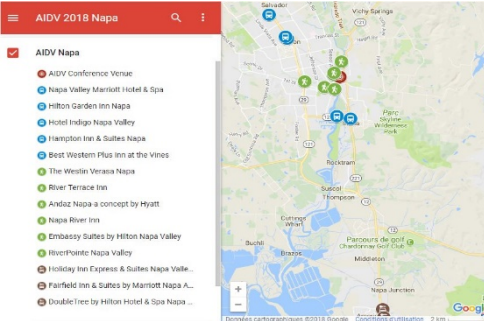 AIDV 2018 Napa
AIDV Napa
AIDV Conference Venue
Napa Valley Marriott Hotel & Spa
Hilton Garden Inn Napa
Hotel Indigo Napa Valley
Hampton Inn & Suites Napa
Best Western Plus Inn at the Vines
The Westin Verasa Napa
River Terrace Inn
Andaz Napa-a concept by Hyatt
Napa River Inn
Embassy Suites by Hilton Napa Valley
RiverPointe Napa Valley
Holiday Inn Express & Suites Napa Valle...
Fairfield Inn & Suites by Marriott Napa A...
DoubleTree by Hilton Hotel & Spa Napa ...
Salvador
Vichy Springs
Parc
Skyline
Wilderness
Park
Rocktram
221
Suscol
Thompson
12
Cuttings
Wharf
Buchli
Brazos
Parcours de golf
Chardonnay Golf Club
Middleton
29
Napa Junction
+
−
Google
Données cartographiques ©2018 Google
Conditions d'utilisation
2 km